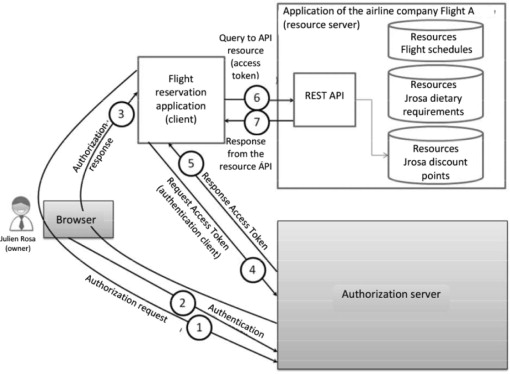 Application of the airline company Flight A
(resource server)
Query to API
resource
(access
token)
Resources
Flight schedules
Flight
reservation
application
(client)
6
REST API
Resources
Jrosa dietary
requirements
3
7
Authorization
response
Response
from the
resource API
5
Resources
Jrosa discount
points
Response Access Token
Request Access Token
(authentication client)
Browser
Julien Rosa
(owner)
4
Authorization server
2
Authentication
1
Authorization request